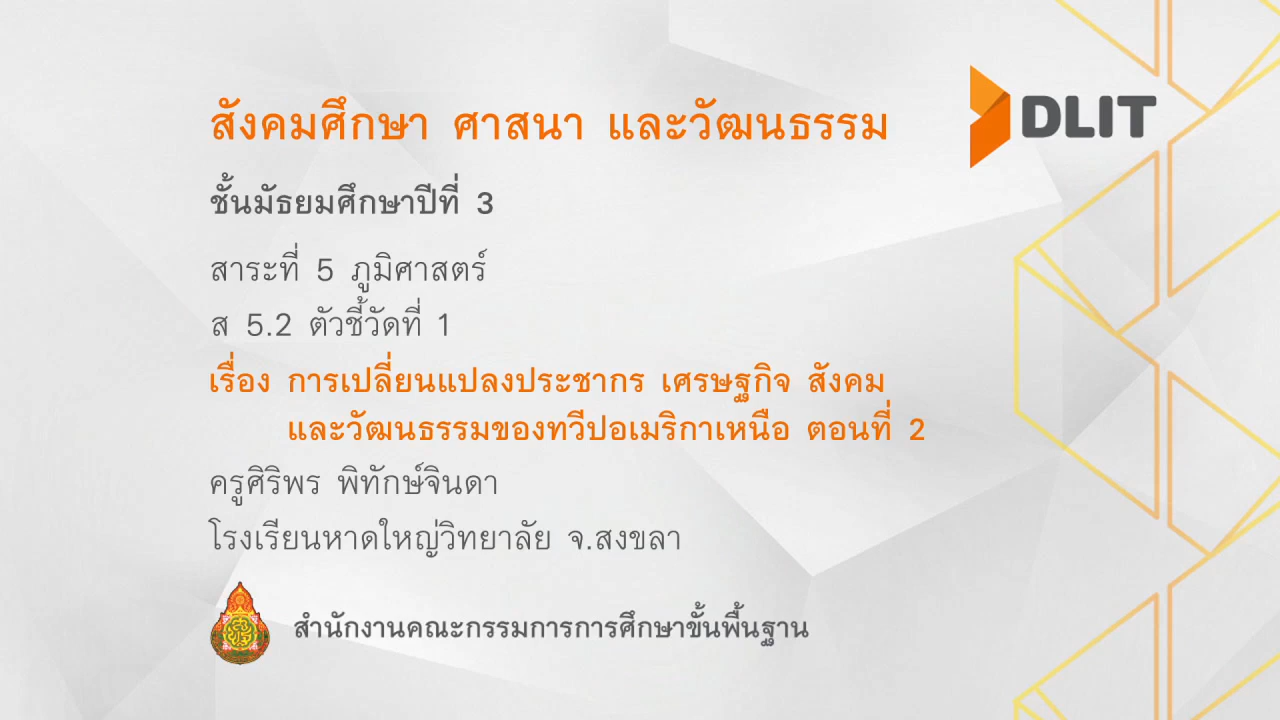 สังคมศึกษา ศาสนา และวัฒนธรรม
DLIT
ชั้นมัธยมศึกษาปีที่ 3
สาระที่ 5 ภูมิศาสตร์
ส 5.2 ตัวชี้วัดที่ 1
เรื่อง การเปลี่ยนแปลงประชากร เศรษฐกิจ สังคม
และวัฒนธรรมของทวีปอเมริกาเหนือ ตอนที่ 2
ครูศิริพร พิทักษ์จินดา
โรงเรียนหาดใหญ่วิทยาลัย จ.สงขลา
สำนักงานคณะกรรมการการศึกษาขั้นพื้นฐาน